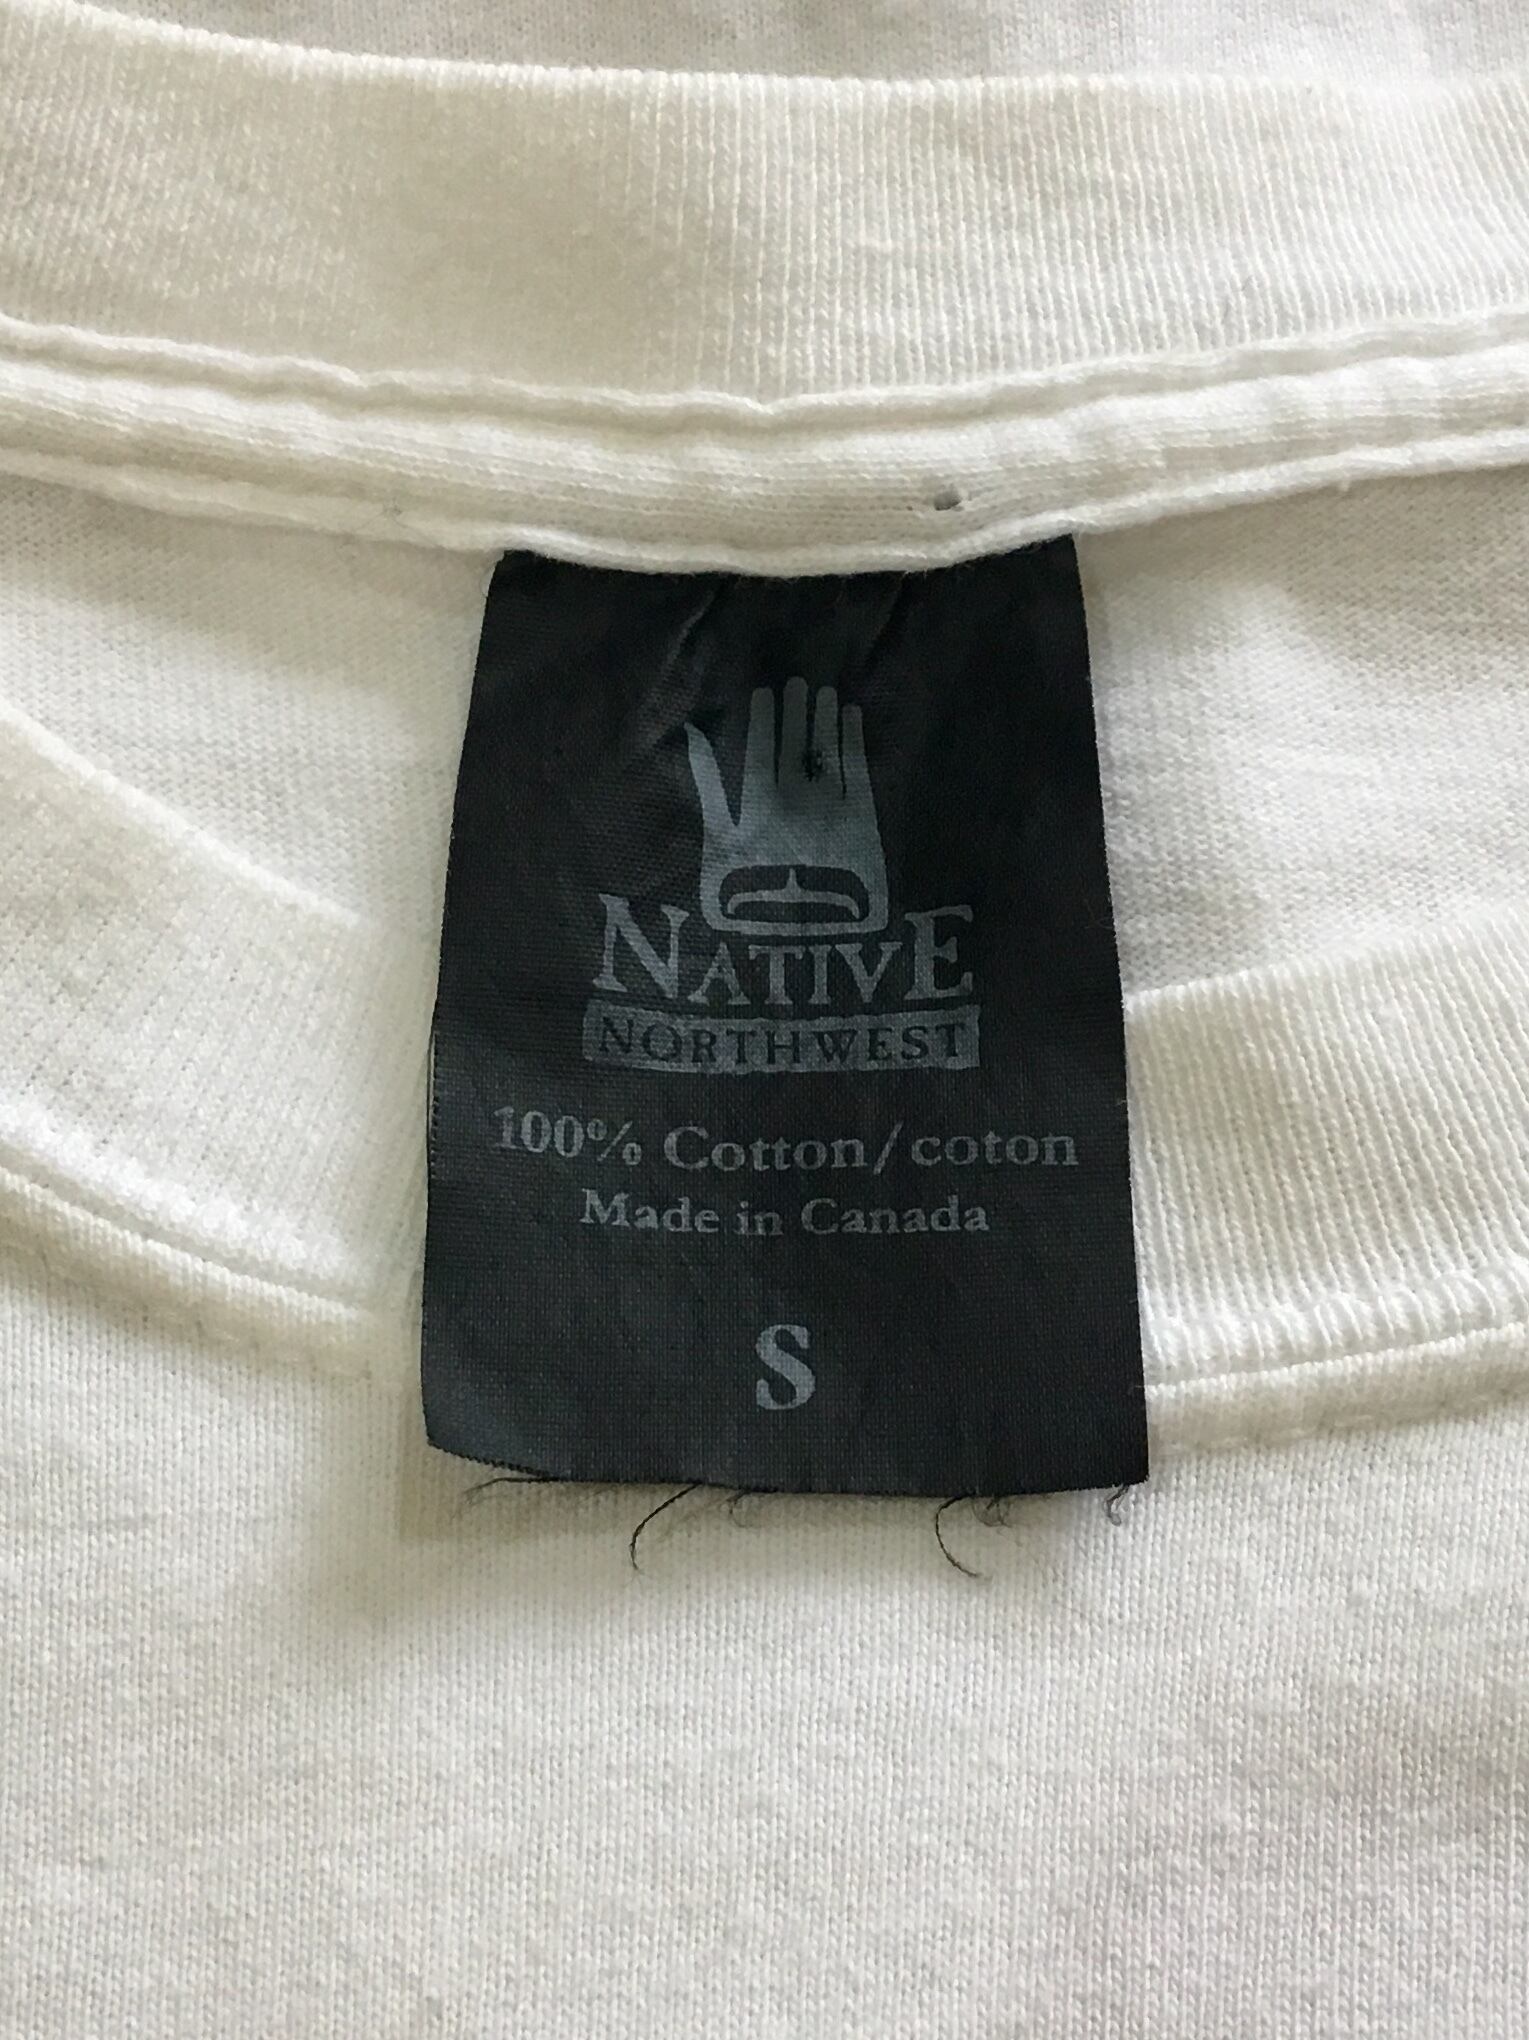 NATIVE
NORTHWEST
100% Cotton/coton
Made in Canada
S